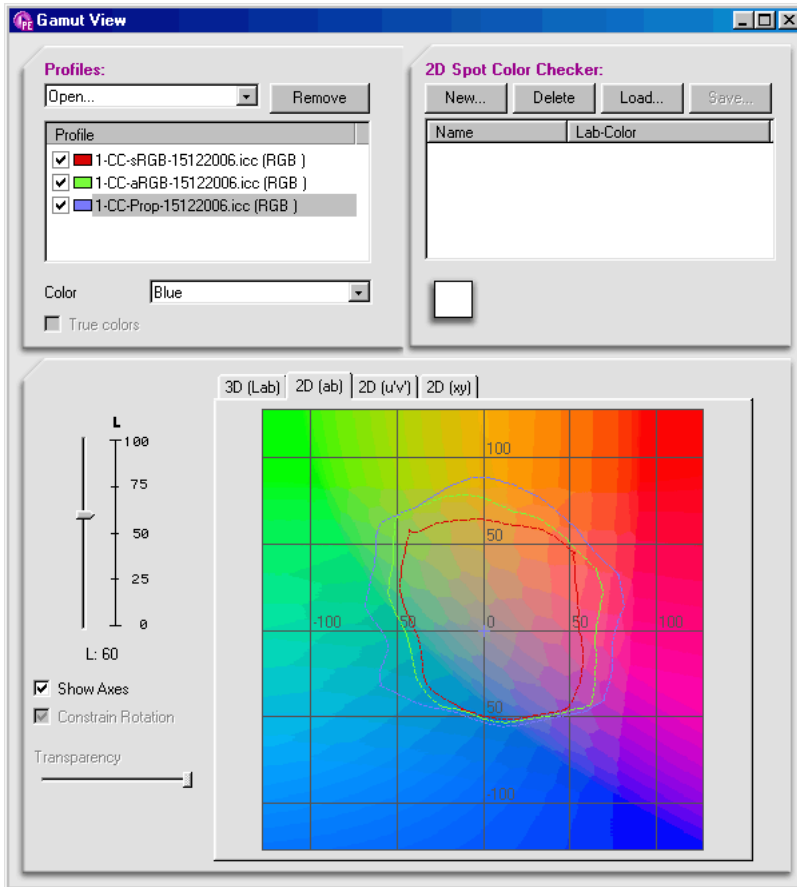 Gamut View
Profiles:
Open...
Remove
Profile
1-CC-sRGB-15122006.icc (RGB )
1-CC-aRGB-15122006.icc (RGB )
1-CC-Prop-15122006.icc (RGB )
Color
Blue
True colors
2D Spot Color Checker:
New...
Delete
Load...
Save...
Name
Lab-Color
3D (Lab)
2D (ab)
2D (u'v')
2D (xy)
L
100
75
50
25
0
L: 60
Show Axes
Constrain Rotation
Transparency
100
50
-100
50
0
50
100
50
100